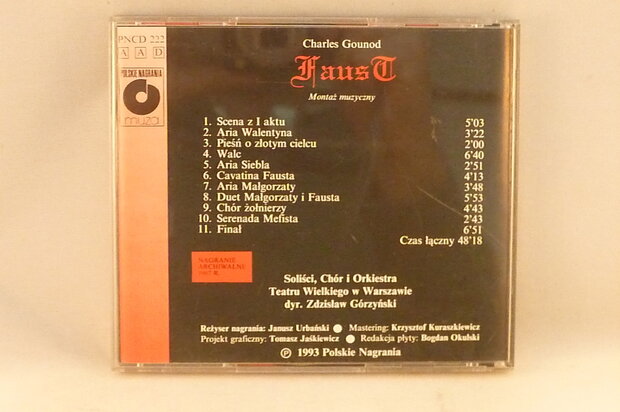 PNCD 222
A A D
POLSKIE NAGRANIA
muza
Charles Gounod
Faust
Montaż muzyczny
1. Scena z I aktu 5'03
2. Aria Walentyna 3'22
3. Pieśń o złotym cielcu 2'00
4. Walc 6'40
5. Aria Siebla 2'51
6. Cavatina Fausta 4'13
7. Aria Małgorzaty 3'48
8. Duet Małgorzaty i Fausta 5'53
9. Chór żołnierzy 4'43
10. Serenada Mefista 2'43
11. Finał 6'51
Czas łączny 48'18
NAGRANIE
ARCHIWALNE
Soliści, Chór i Orkiestra
Teatru Wielkiego w Warszawie
dyr. Zdzisław Górzyński
Reżyser nagrania: Janusz Urbański ● Mastering: Krzysztof Kuraszkiewicz
Projekt graficzny: Tomasz Jaśkiewicz ● Redakcja płyty: Bogdan Okulski
℗ 1993 Polskie Nagrania